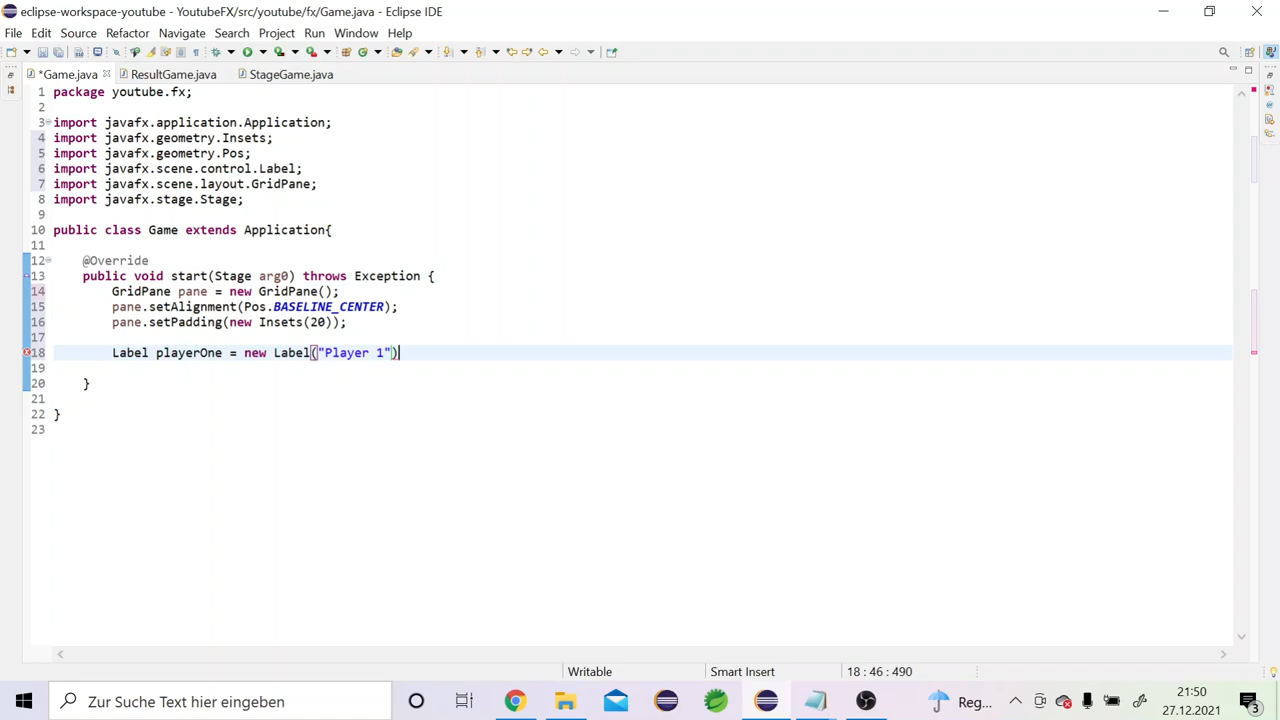 eclipse-workspace-youtube - YoutubeFX/src/youtube/fx/Game.java - Eclipse IDE
File Edit Source Refactor Navigate Search Project Run Window Help
*Game.java ResultGame.java StageGame.java
1 package youtube.fx;
2
3 import javafx.application.Application;
4 import javafx.geometry.Insets;
5 import javafx.geometry.Pos;
6 import javafx.scene.control.Label;
7 import javafx.scene.layout.GridPane;
8 import javafx.stage.Stage;
9
10 public class Game extends Application{
11
12 @Override
13 public void start(Stage arg0) throws Exception {
14 GridPane pane = new GridPane();
15 pane.setAlignment(Pos.BASELINE_CENTER);
16 pane.setPadding(new Insets(20));
17
18 Label playerOne = new Label("Player 1")
19
20 }
21
22 }
23
Writable Smart Insert 18 : 46 : 490
Zur Suche Text hier eingeben
Reg...
21:50
27.12.2021
3